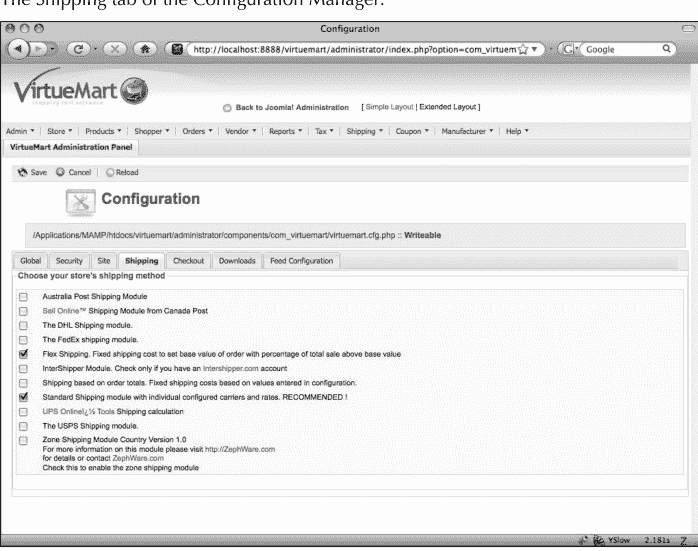 The Shipping tab of the Configuration Manager.
Configuration
http://localhost:8888/virtuemart/administrator/index.php?option=com_virtuem
Google
VirtueMart
shopping cart software
Back to Joomla! Administration [ Simple Layout | Extended Layout ]
Admin | Store | Products | Shopper | Orders | Vendor | Reports | Tax | Shipping | Coupon | Manufacturer | Help
VirtueMart Administration Panel
Save Cancel Reload
Configuration
/Applications/MAMP/htdocs/virtuemart/administrator/components/com_virtuemart/virtuemart.cfg.php :: Writeable
Global Security Site Shipping Checkout Downloads Feed Configuration
Choose your store's shipping method
Australia Post Shipping Module
Sell Online™ Shipping Module from Canada Post
The DHL Shipping module.
The FedEx Shipping module.
Flex Shipping. Fixed shipping cost to set base value of order with percentage of total sale above base value
InterShipper Module. Check only if you have an Intershipper.com account
Shipping based on order totals. Fixed shipping costs based on values entered in configuration.
Standard Shipping module with individual configured carriers and rates. RECOMMENDED !
UPS Onlineï¿½ Tools Shipping calculation
The USPS Shipping module.
Zone Shipping Module Country Version 1.0
For more information on this module please visit http://ZephWare.com
for details or contact ZephWare.com
Check this to enable the zone shipping module
YSlow 2.181s